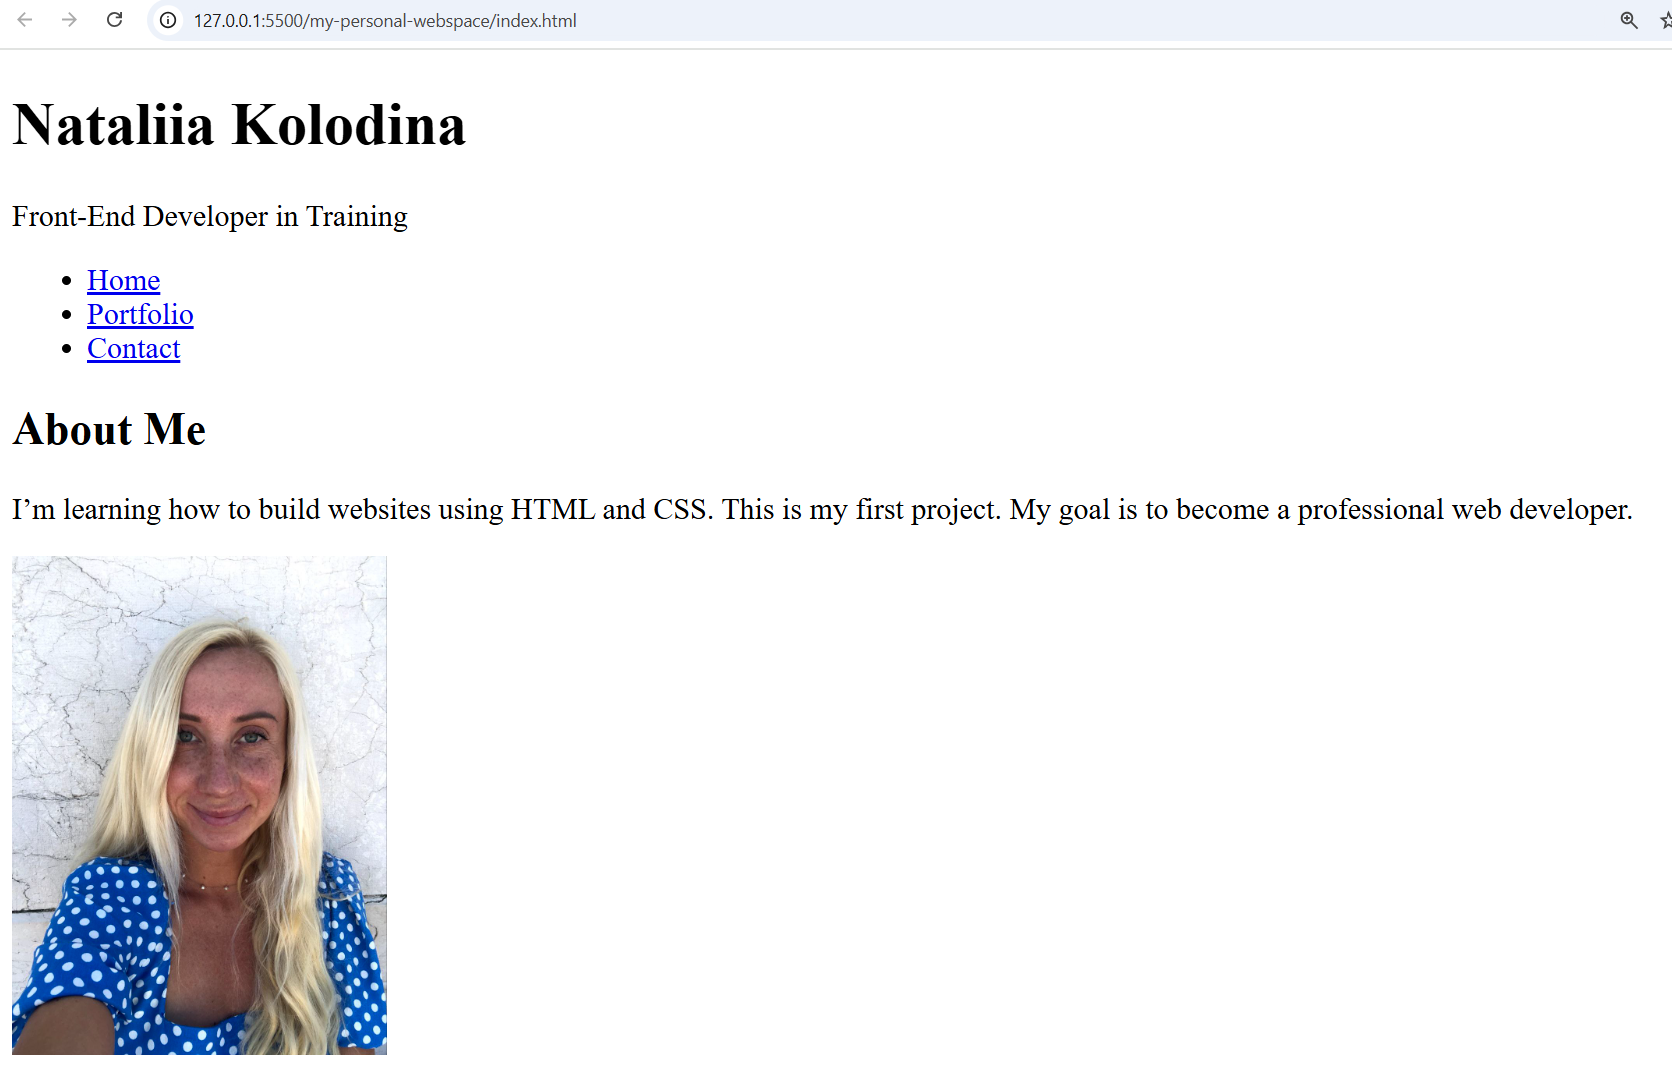 127.0.0.1:5500/my-personal-webspace/index.html
Nataliia Kolodina
Front-End Developer in Training
Home
Portfolio
Contact
About Me
I’m learning how to build websites using HTML and CSS. This is my first project. My goal is to become a professional web developer.